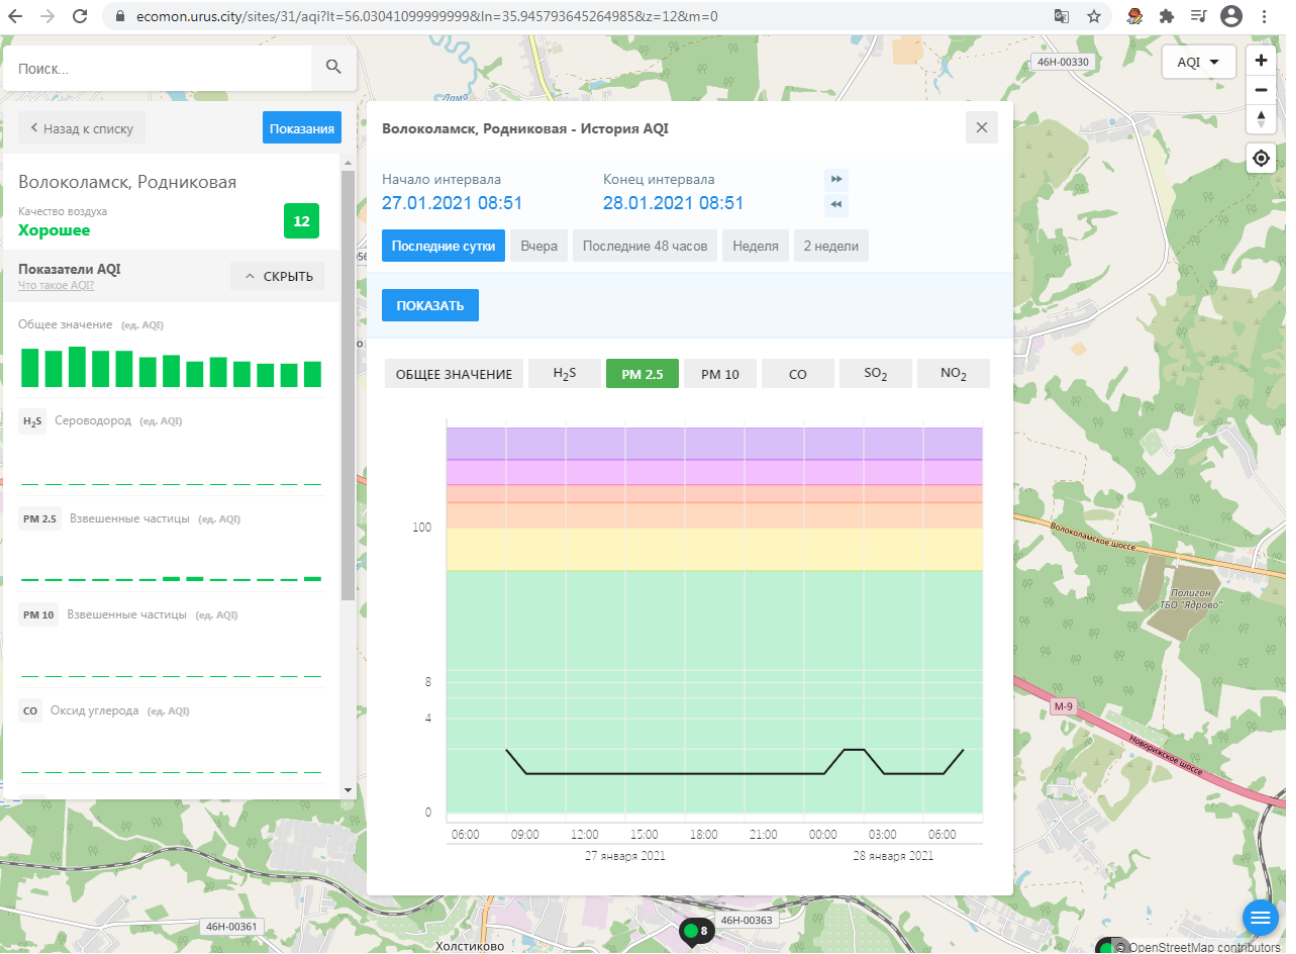 ecomon.urus.city/sites/31/aqi?lt=56.0304109999999&ln=35.945793645264985&z=12&m=0
Поиск...
46Н-00330
AQI
Назад к списку
Показания
Волоколамск, Родниковая
Качество воздуха
Хорошее
12
Показатели AQI
Что такое AQI?
СКРЫТЬ
Общее значение (ед. AQI)
H₂S Сероводород (ед. AQI)
PM 2.5 Взвешенные частицы (ед. AQI)
PM 10 Взвешенные частицы (ед. AQI)
CO Оксид углерода (ед. AQI)
Волоколамск, Родниковая - История AQI
Начало интервала
Конец интервала
27.01.2021 08:51
28.01.2021 08:51
Последние сутки
Вчера
Последние 48 часов
Неделя
2 недели
ПОКАЗАТЬ
ОБЩЕЕ ЗНАЧЕНИЕ
H₂S
PM 2.5
PM 10
CO
SO₂
NO₂
100
8
4
0
06:00 09:00 12:00 15:00 18:00 21:00 00:00 03:00 06:00
27 января 2021
28 января 2021
Волоколамское шоссе
Полигон
ТБО "Ядрово"
М-9
Новорижское шоссе
46Н-00361
46Н-00363
8
Холстиково
© OpenStreetMap contributors